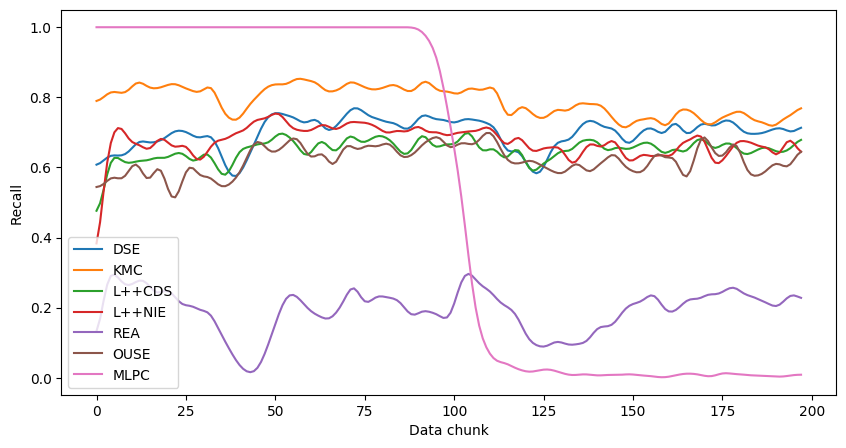 1.0
0.8
0.6
0.4
0.2
0.0
Recall
DSE
KMC
L++CDS
L++NIE
REA
OUSE
MLPC
0 25 50 75 100 125 150 175 200
Data chunk